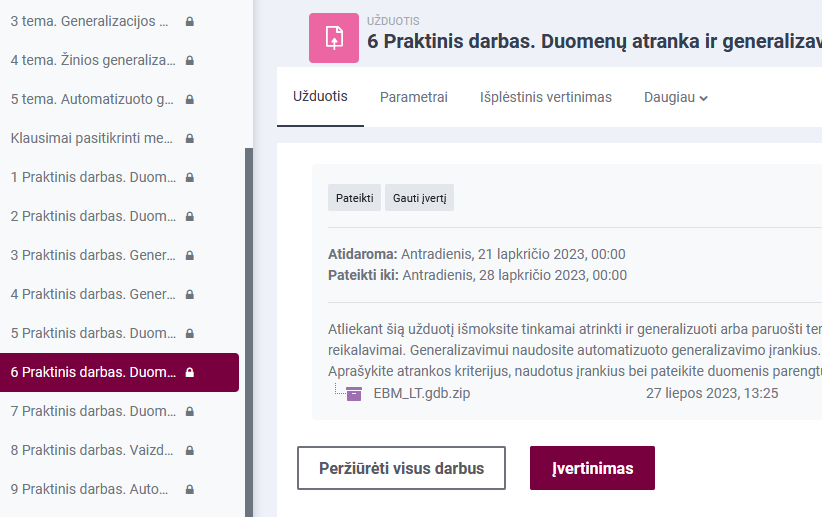 3 tema. Generalizacijos ...
4 tema. Žinios generaliza...
5 tema. Automatizuoto g...
Klausimai pasitikrinti me...
1 Praktinis darbas. Duom...
2 Praktinis darbas. Duom...
3 Praktinis darbas. Gener...
4 Praktinis darbas. Gener...
5 Praktinis darbas. Duom...
6 Praktinis darbas. Duom...
7 Praktinis darbas. Duom...
8 Praktinis darbas. Vaizd...
9 Praktinis darbas. Auto...
UŽDUOTIS
6 Praktinis darbas. Duomenų atranka ir generalizav
Užduotis Parametrai Išplėstinis vertinimas Daugiau
Pateikti Gauti įvertį
Atidaroma: Antradienis, 21 lapkričio 2023, 00:00
Pateikti iki: Antradienis, 28 lapkričio 2023, 00:00
Atliekant šią užduotį išmoksite tinkamai atrinkti ir generalizuoti arba paruošti ter
reikalavimai. Generalizavimui naudosite automatizuoto generalizavimo įrankius.
Aprašykite atrankos kriterijus, naudotus įrankius bei pateikite duomenis parengtu
EBM_LT.gdb.zip 27 liepos 2023, 13:25
Peržiūrėti visus darbus Įvertinimas